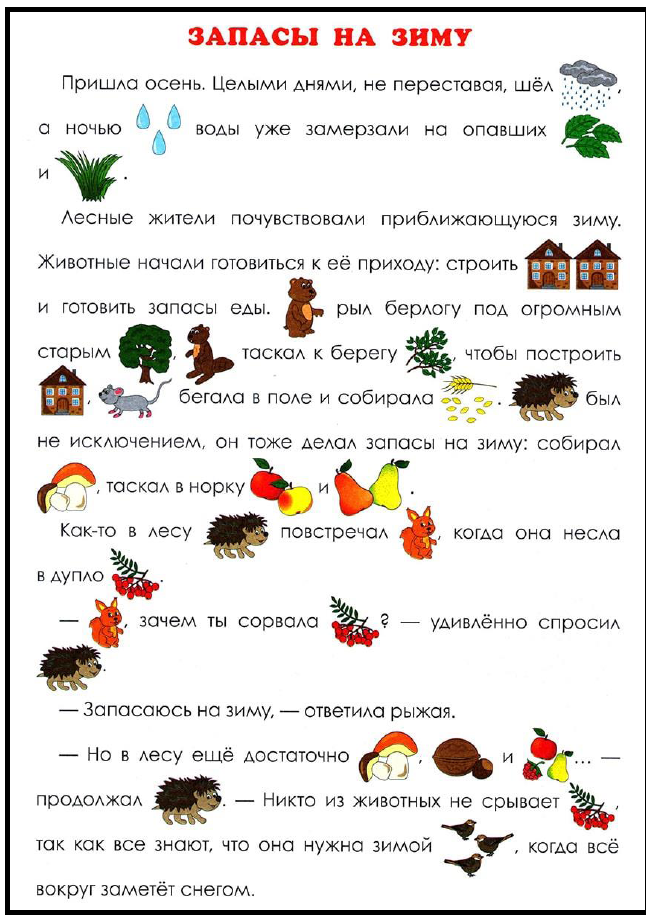 ЗАПАСЫ НА ЗИМУ
Пришла осень. Целыми днями, не переставая, шёл ,
а ночью воды уже замерзали на опавших
и .
Лесные жители почувствовали приближающуюся зиму.
Животные начали готовиться к её приходу: строить
и готовить запасы еды. рыл берлогу под огромным
старым , таскал к берегу , чтобы построить
, бегала в поле и собирала . был
не исключением, он тоже делал запасы на зиму: собирал
, таскал в норку и .
Как-то в лесу повстречал , когда она несла
в дупло .
— , зачем ты сорвала ? — удивлённо спросил
.
— Запасаюсь на зиму, — ответила рыжая.
— Но в лесу ещё достаточно , и ... —
продолжал . — Никто из животных не срывает ,
так как все знают, что она нужна зимой , когда всё
вокруг заметёт снегом.